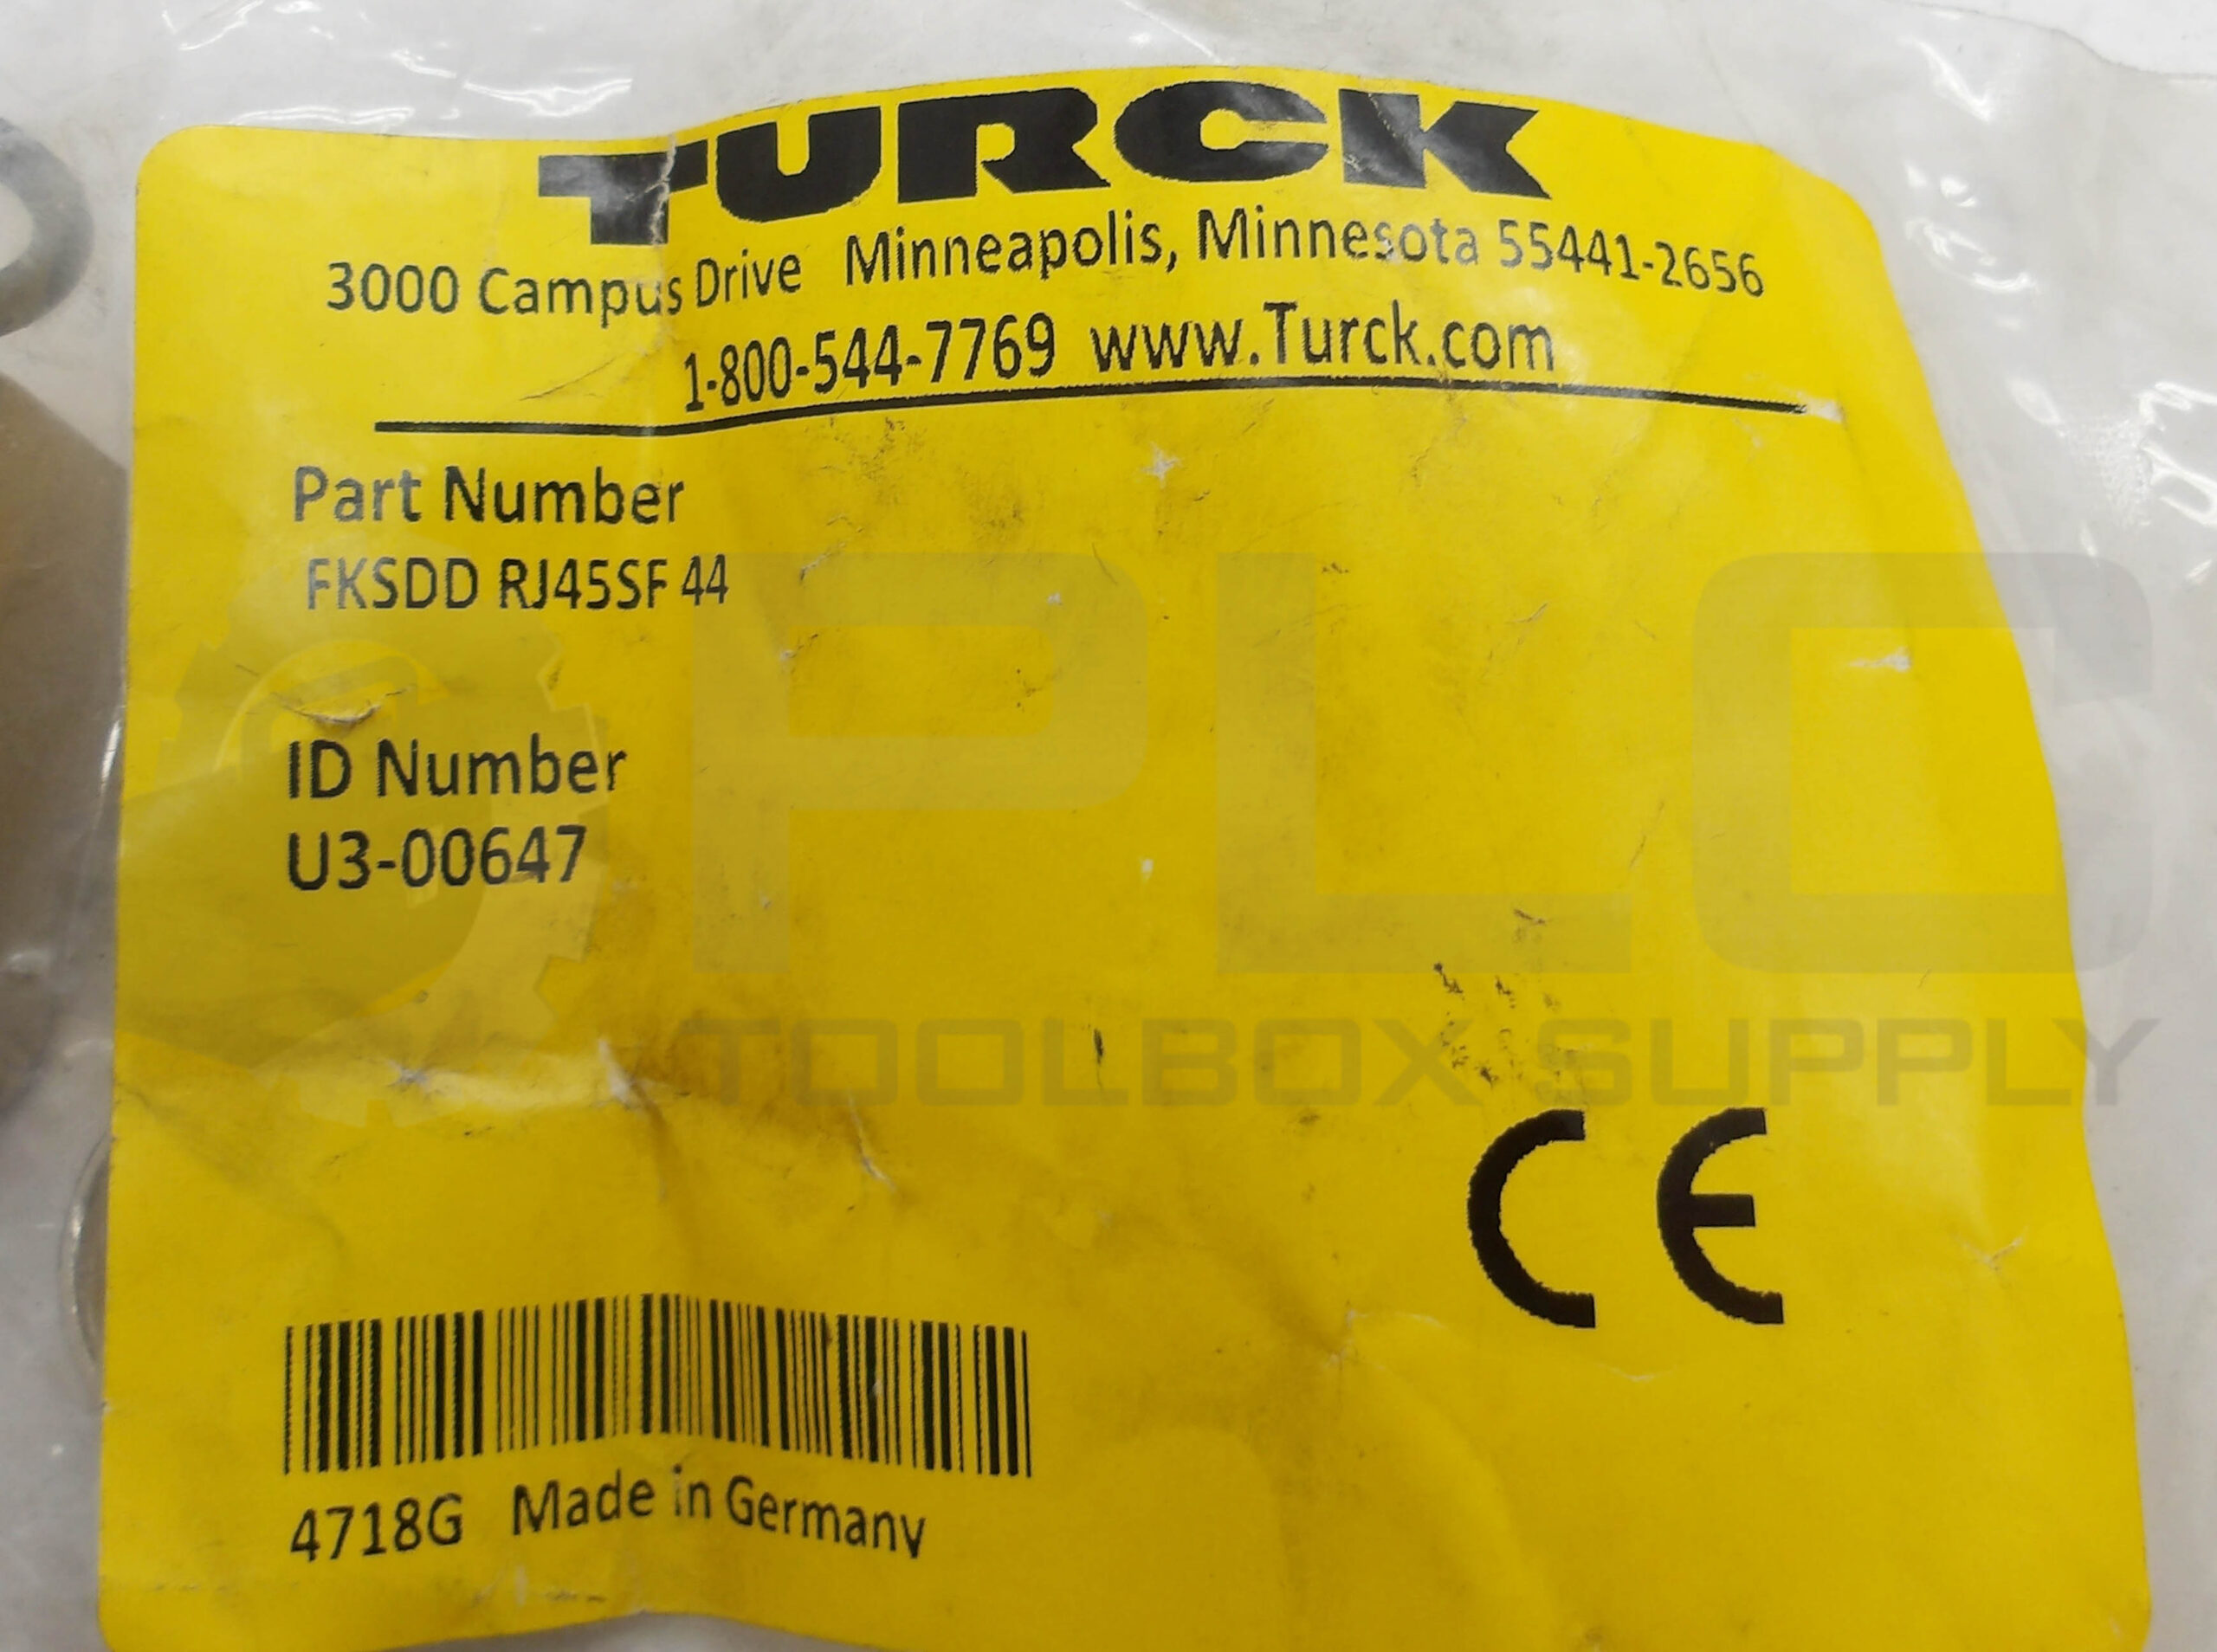 TURCK
3000 Campus Drive Minneapolis, Minnesota 55441-2656
1-800-544-7769 www.Turck.com
Part Number
FKSDD RJ45SF 44
ID Number
U3-00647
PLC
TOOLBOX SUPPLY
CE
4718G Made in Germany